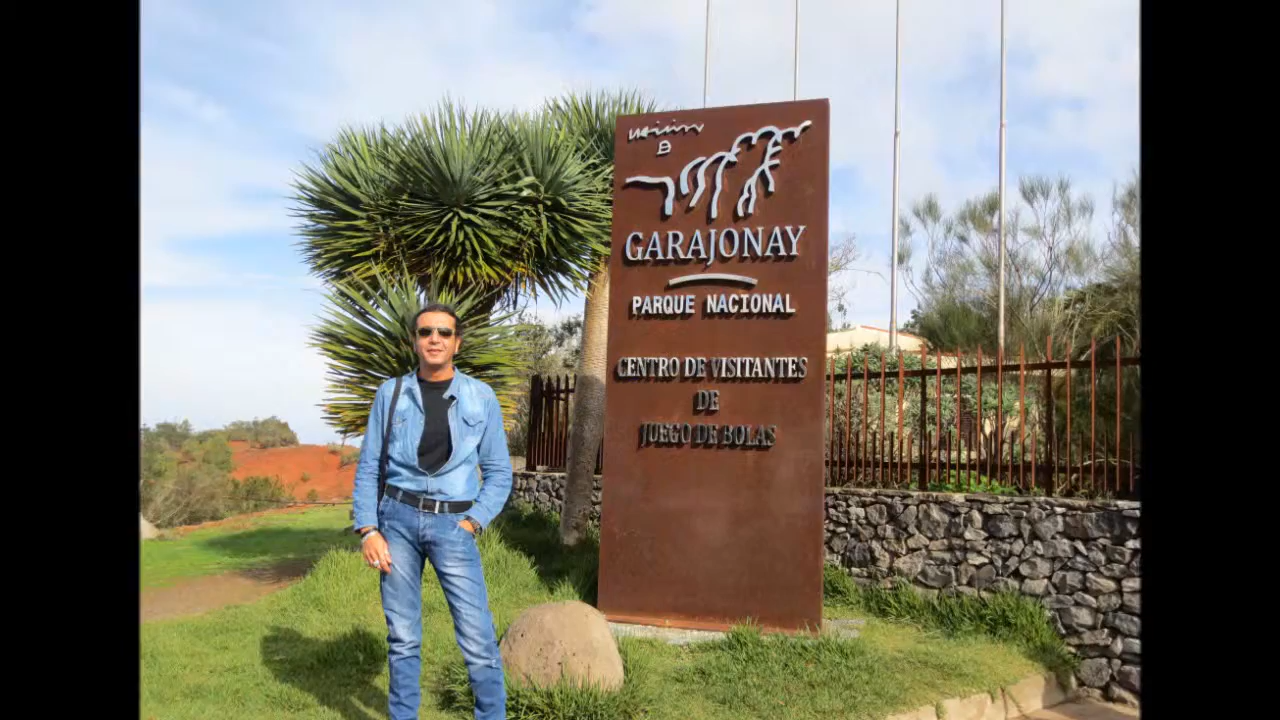 GARAJONAY
PARQUE NACIONAL
CENTRO DE VISITANTES
DE
JUEGO DE BOLAS